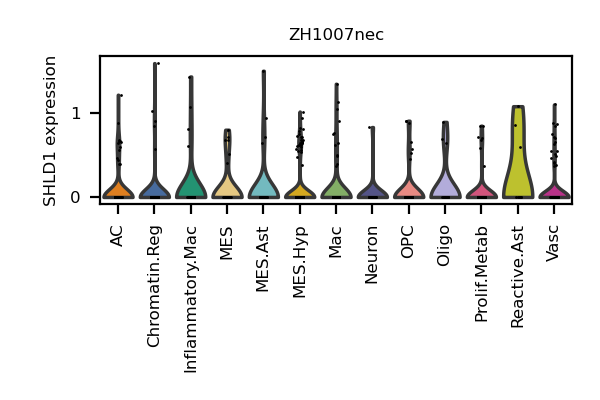 ZH1007nec
SHLD1 expression
1
0
AC
Chromatin.Reg
Inflammatory.Mac
MES
MES.Ast
MES.Hyp
Mac
Neuron
OPC
Oligo
Prolif.Metab
Reactive.Ast
Vasc